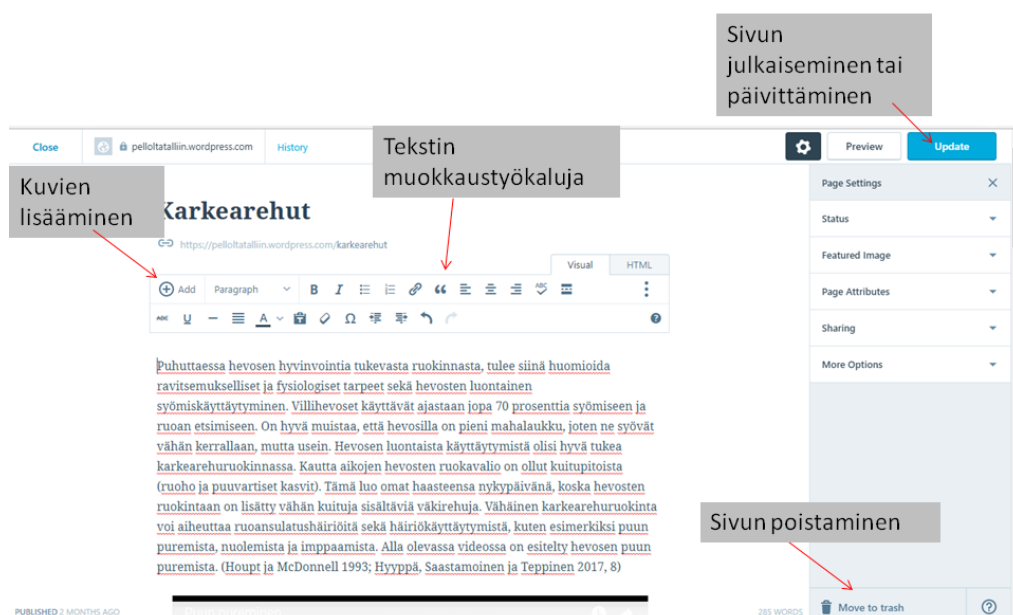 Sivun
julkaiseminen tai
päivittäminen
Close
pelloltatalliin.wordpress.com
History
Tekstin
muokkaustyökaluja
Preview
Update
Kuvien
lisääminen
Page Settings
Karkearehut
Status
https://pelloltatalliin.wordpress.com/karkearehut
Featured Image
Visual HTML
Add Paragraph B I ABC
Page Attributes
ABC U A Ω
Sharing
More Options
Puhuttaessa hevosen hyvinvointia tukevasta ruokinnasta, tulee siinä huomioida
ravitsemukselliset ja fysiologiset tarpeet sekä hevosten luontainen
syömiskäyttäytyminen. Villihevoset käyttävät ajastaan jopa 70 prosenttia syömiseen ja
ruoan etsimiseen. On hyvä muistaa, että hevosilla on pieni mahalaukku, joten ne syövät
vähän kerrallaan, mutta usein. Hevosen luontaista käyttäytymistä olisi hyvä tukea
karkearehuruokinnassa. Kautta aikojen hevosten ruokavalio on ollut kuitupitoista
(ruoho ja puuvartiset kasvit). Tämä luo omat haasteensa nykypäivänä, koska hevosten
ruokintaan on lisätty vähän kuituja sisältäviä väkirehuja. Vähäinen karkearehuruokinta
voi aiheuttaa ruoansulatushäiriöitä sekä häiriökäyttäytymistä, kuten esimerkiksi puun
puremista, nuolemista ja imppaamista. Alla olevassa videossa on esitelty hevosen puun
puremista. (Houpt ja McDonnell 1993; Hyyppä, Saastamoinen ja Teppinen 2017, 8)
Sivun poistaminen
PUBLISHED 2 MONTHS AGO
Puun pureminen
285 WORDS
Move to trash